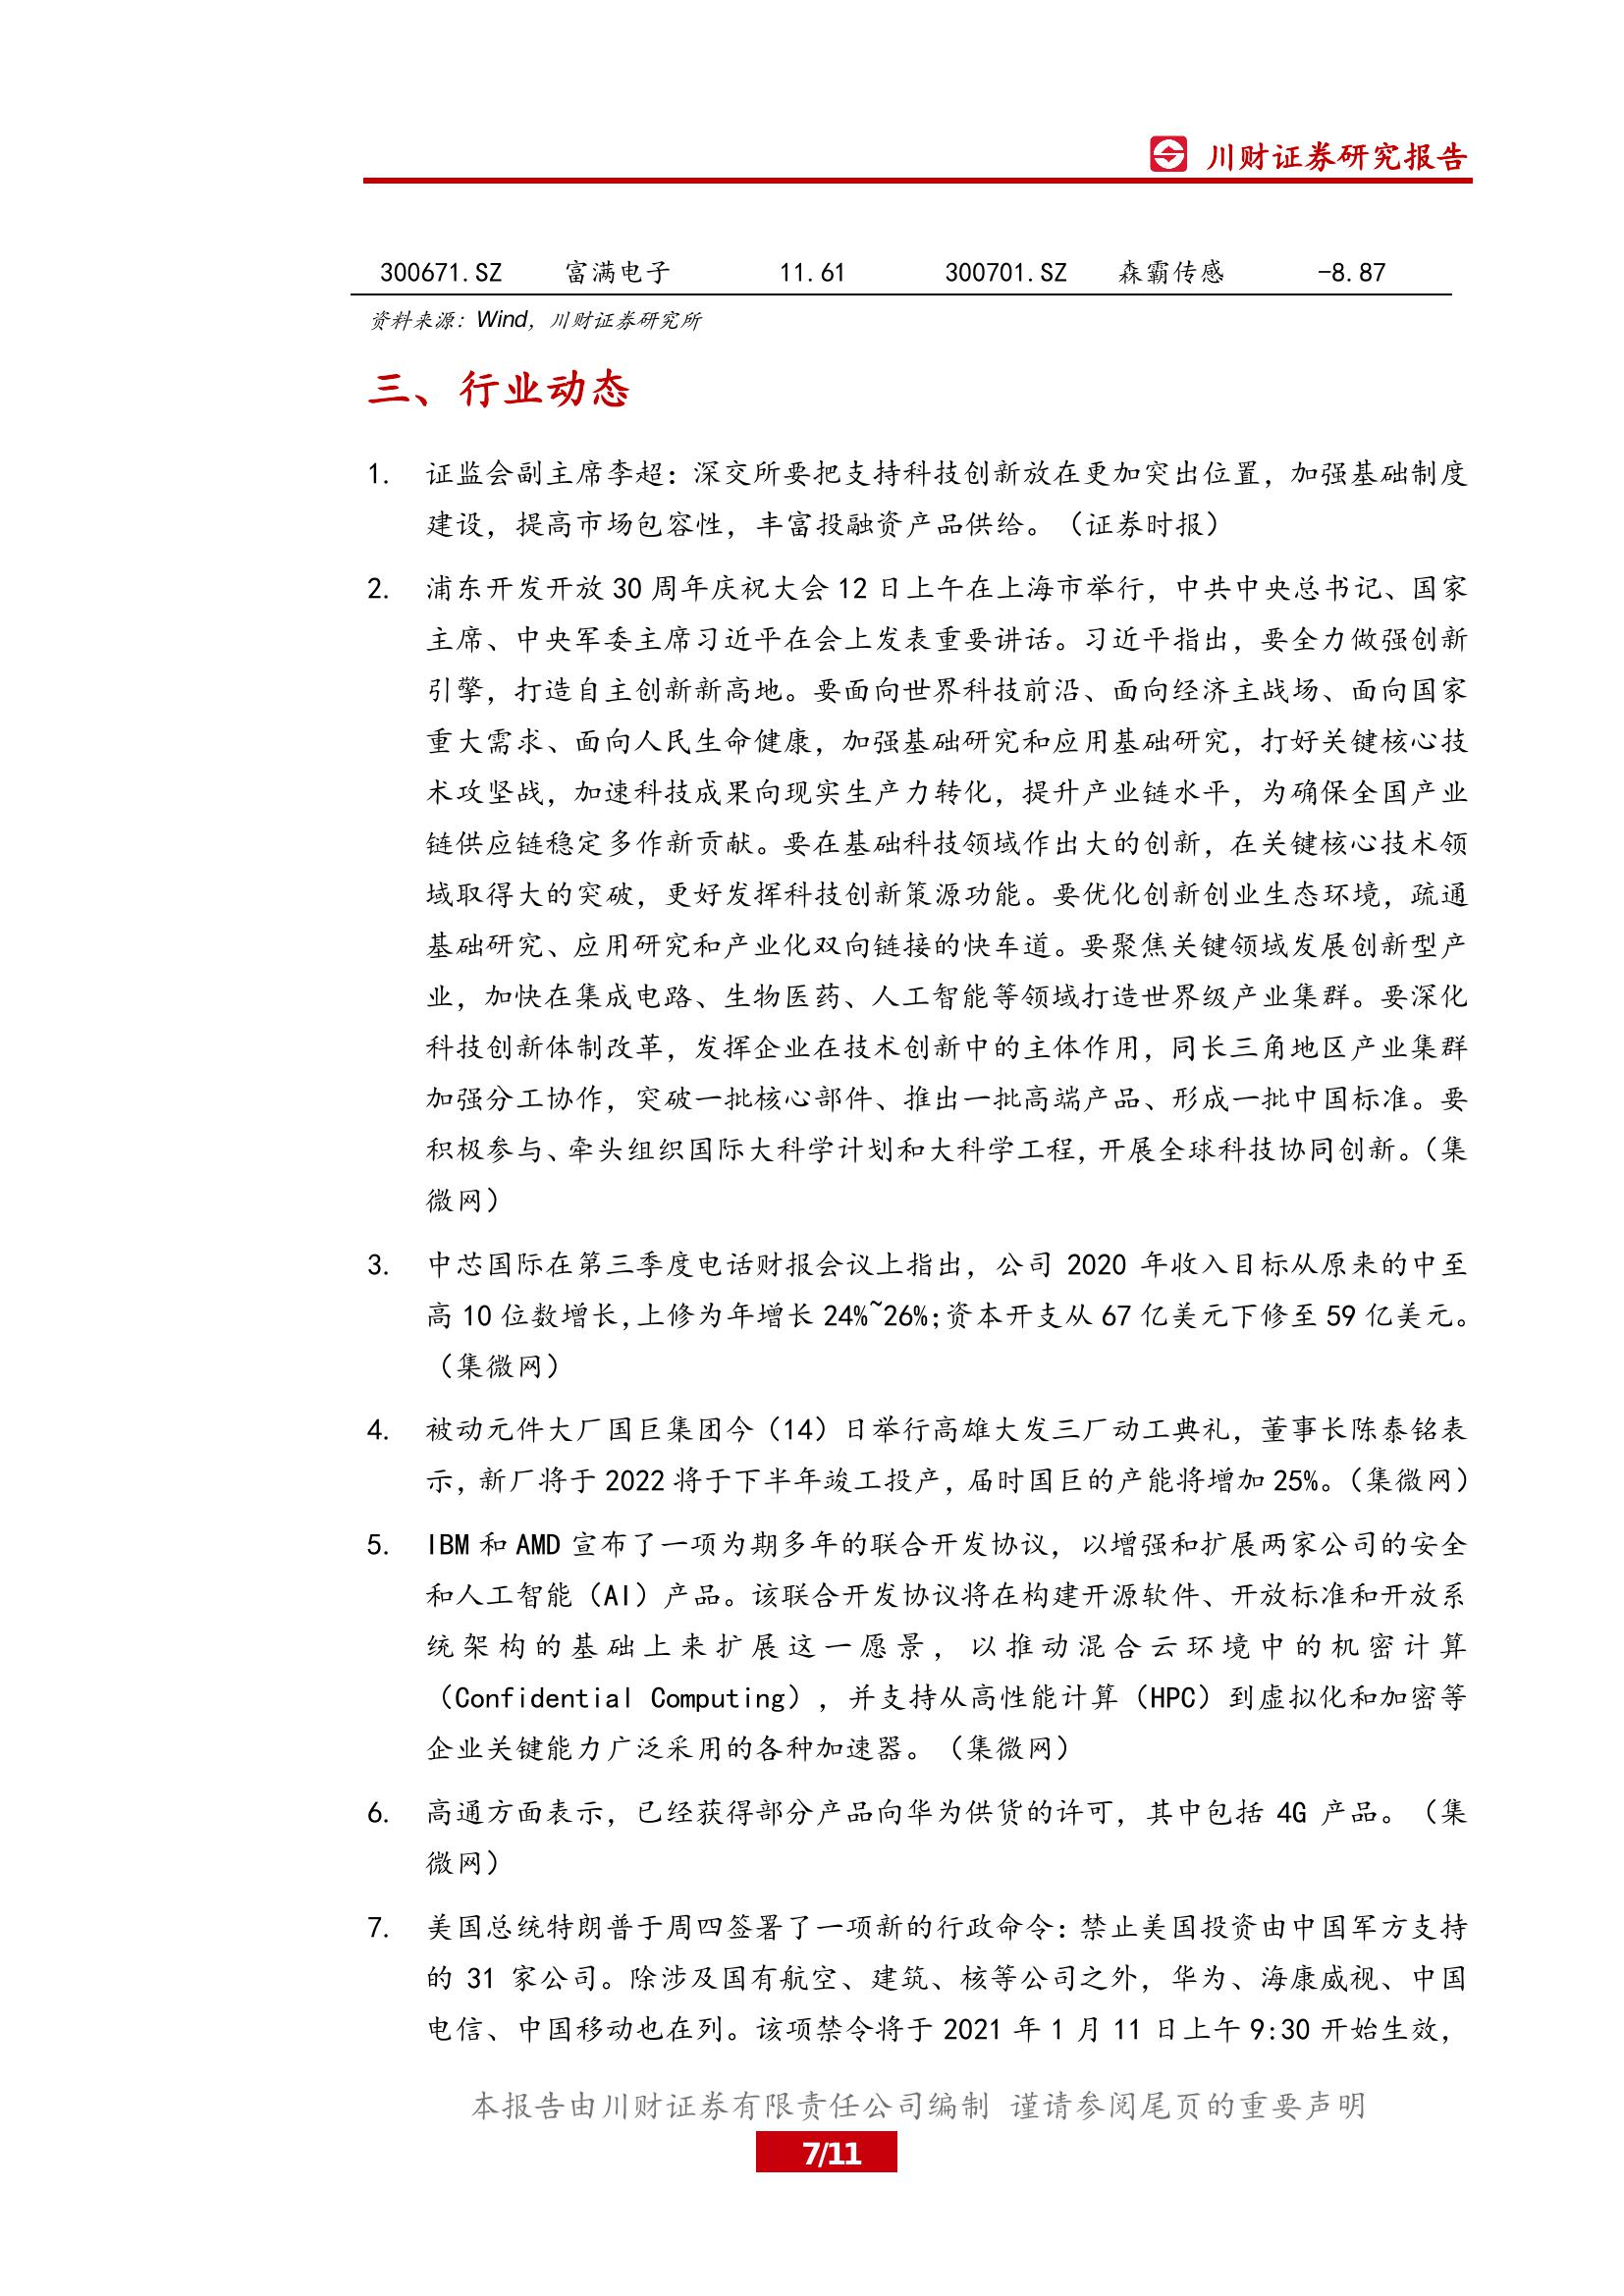 川财证券研究报告
300671.SZ 富满电子 11.61 300701.SZ 森霸传感 -8.87
资料来源：Wind，川财证券研究所
三、行业动态
1. 证监会副主席李超：深交所要把支持科技创新放在更加突出位置，加强基础制度
建设，提高市场包容性，丰富投融资产品供给。（证券时报）
2. 浦东开发开放 30 周年庆祝大会 12 日上午在上海市举行，中共中央总书记、国家
主席、中央军委主席习近平在会上发表重要讲话。习近平指出，要全力做强创新
引擎，打造自主创新新高地。要面向世界科技前沿、面向经济主战场、面向国家
重大需求、面向人民生命健康，加强基础研究和应用基础研究，打好关键核心技
术攻坚战，加速科技成果向现实生产力转化，提升产业链水平，为确保全国产业
链供应链稳定多作新贡献。要在基础科技领域作出大的创新，在关键核心技术领
域取得大的突破，更好发挥科技创新策源功能。要优化创新创业生态环境，疏通
基础研究、应用研究和产业化双向链接的快车道。要聚焦关键领域发展创新型产
业，加快在集成电路、生物医药、人工智能等领域打造世界级产业集群。要深化
科技创新体制改革，发挥企业在技术创新中的主体作用，同长三角地区产业集群
加强分工协作，突破一批核心部件、推出一批高端产品、形成一批中国标准。要
积极参与、牵头组织国际大科学计划和大科学工程，开展全球科技协同创新。（集
微网）
3. 中芯国际在第三季度电话财报会议上指出，公司 2020 年收入目标从原来的中至
高 10 位数增长,上修为年增长 24%~26%;资本开支从 67 亿美元下修至 59 亿美元。
（集微网）
4. 被动元件大厂国巨集团今（14）日举行高雄大发三厂动工典礼，董事长陈泰铭表
示，新厂将于 2022 将于下半年竣工投产，届时国巨的产能将增加 25%。（集微网）
5. IBM 和 AMD 宣布了一项为期多年的联合开发协议，以增强和扩展两家公司的安全
和人工智能（AI）产品。该联合开发协议将在构建开源软件、开放标准和开放系
统架构的基础上来扩展这一愿景，以推动混合云环境中的机密计算
（Confidential Computing），并支持从高性能计算（HPC）到虚拟化和加密等
企业关键能力广泛采用的各种加速器。（集微网）
6. 高通方面表示，已经获得部分产品向华为供货的许可，其中包括 4G 产品。（集
微网）
7. 美国总统特朗普于周四签署了一项新的行政命令：禁止美国投资由中国军方支持
的 31 家公司。除涉及国有航空、建筑、核等公司之外，华为、海康威视、中国
电信、中国移动也在列。该项禁令将于 2021 年 1 月 11 日上午 9:30 开始生效，
本报告由川财证券有限责任公司编制 谨请参阅尾页的重要声明
7/11